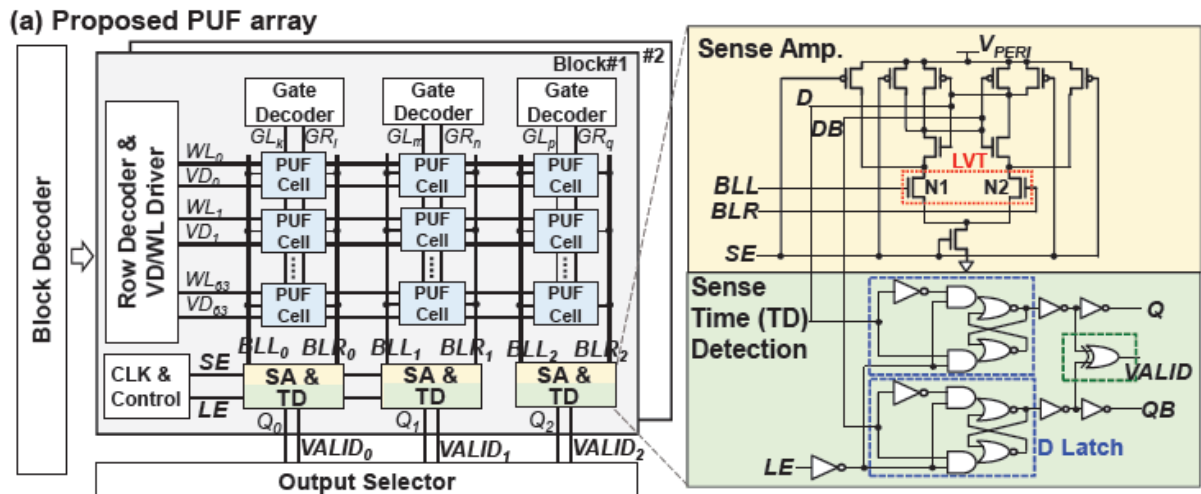 (a) Proposed PUF array
Block Decoder
Row Decoder &
VD/WL Driver
CLK &
Control
Block#1
#2
Gate
Decoder
Gate
Decoder
Gate
Decoder
GLk GRl GLm GRn GLp GRq
WL0
VD0
PUF
Cell
PUF
Cell
PUF
Cell
WL1
VD1
PUF
Cell
PUF
Cell
PUF
Cell
WL63
VD63
PUF
Cell
PUF
Cell
PUF
Cell
BLL0 BLR0 BLL1 BLR1 BLL2 BLR2
SE
LE
SA &
TD
SA &
TD
SA &
TD
Q0 Q1 Q2
VALID0 VALID1 VALID2
Output Selector
Sense Amp.
VPERI
D
DB
LVT
BLL
N1 N2
BLR
SE
Sense
Time (TD)
Detection
Q
VALID
QB
D Latch
LE